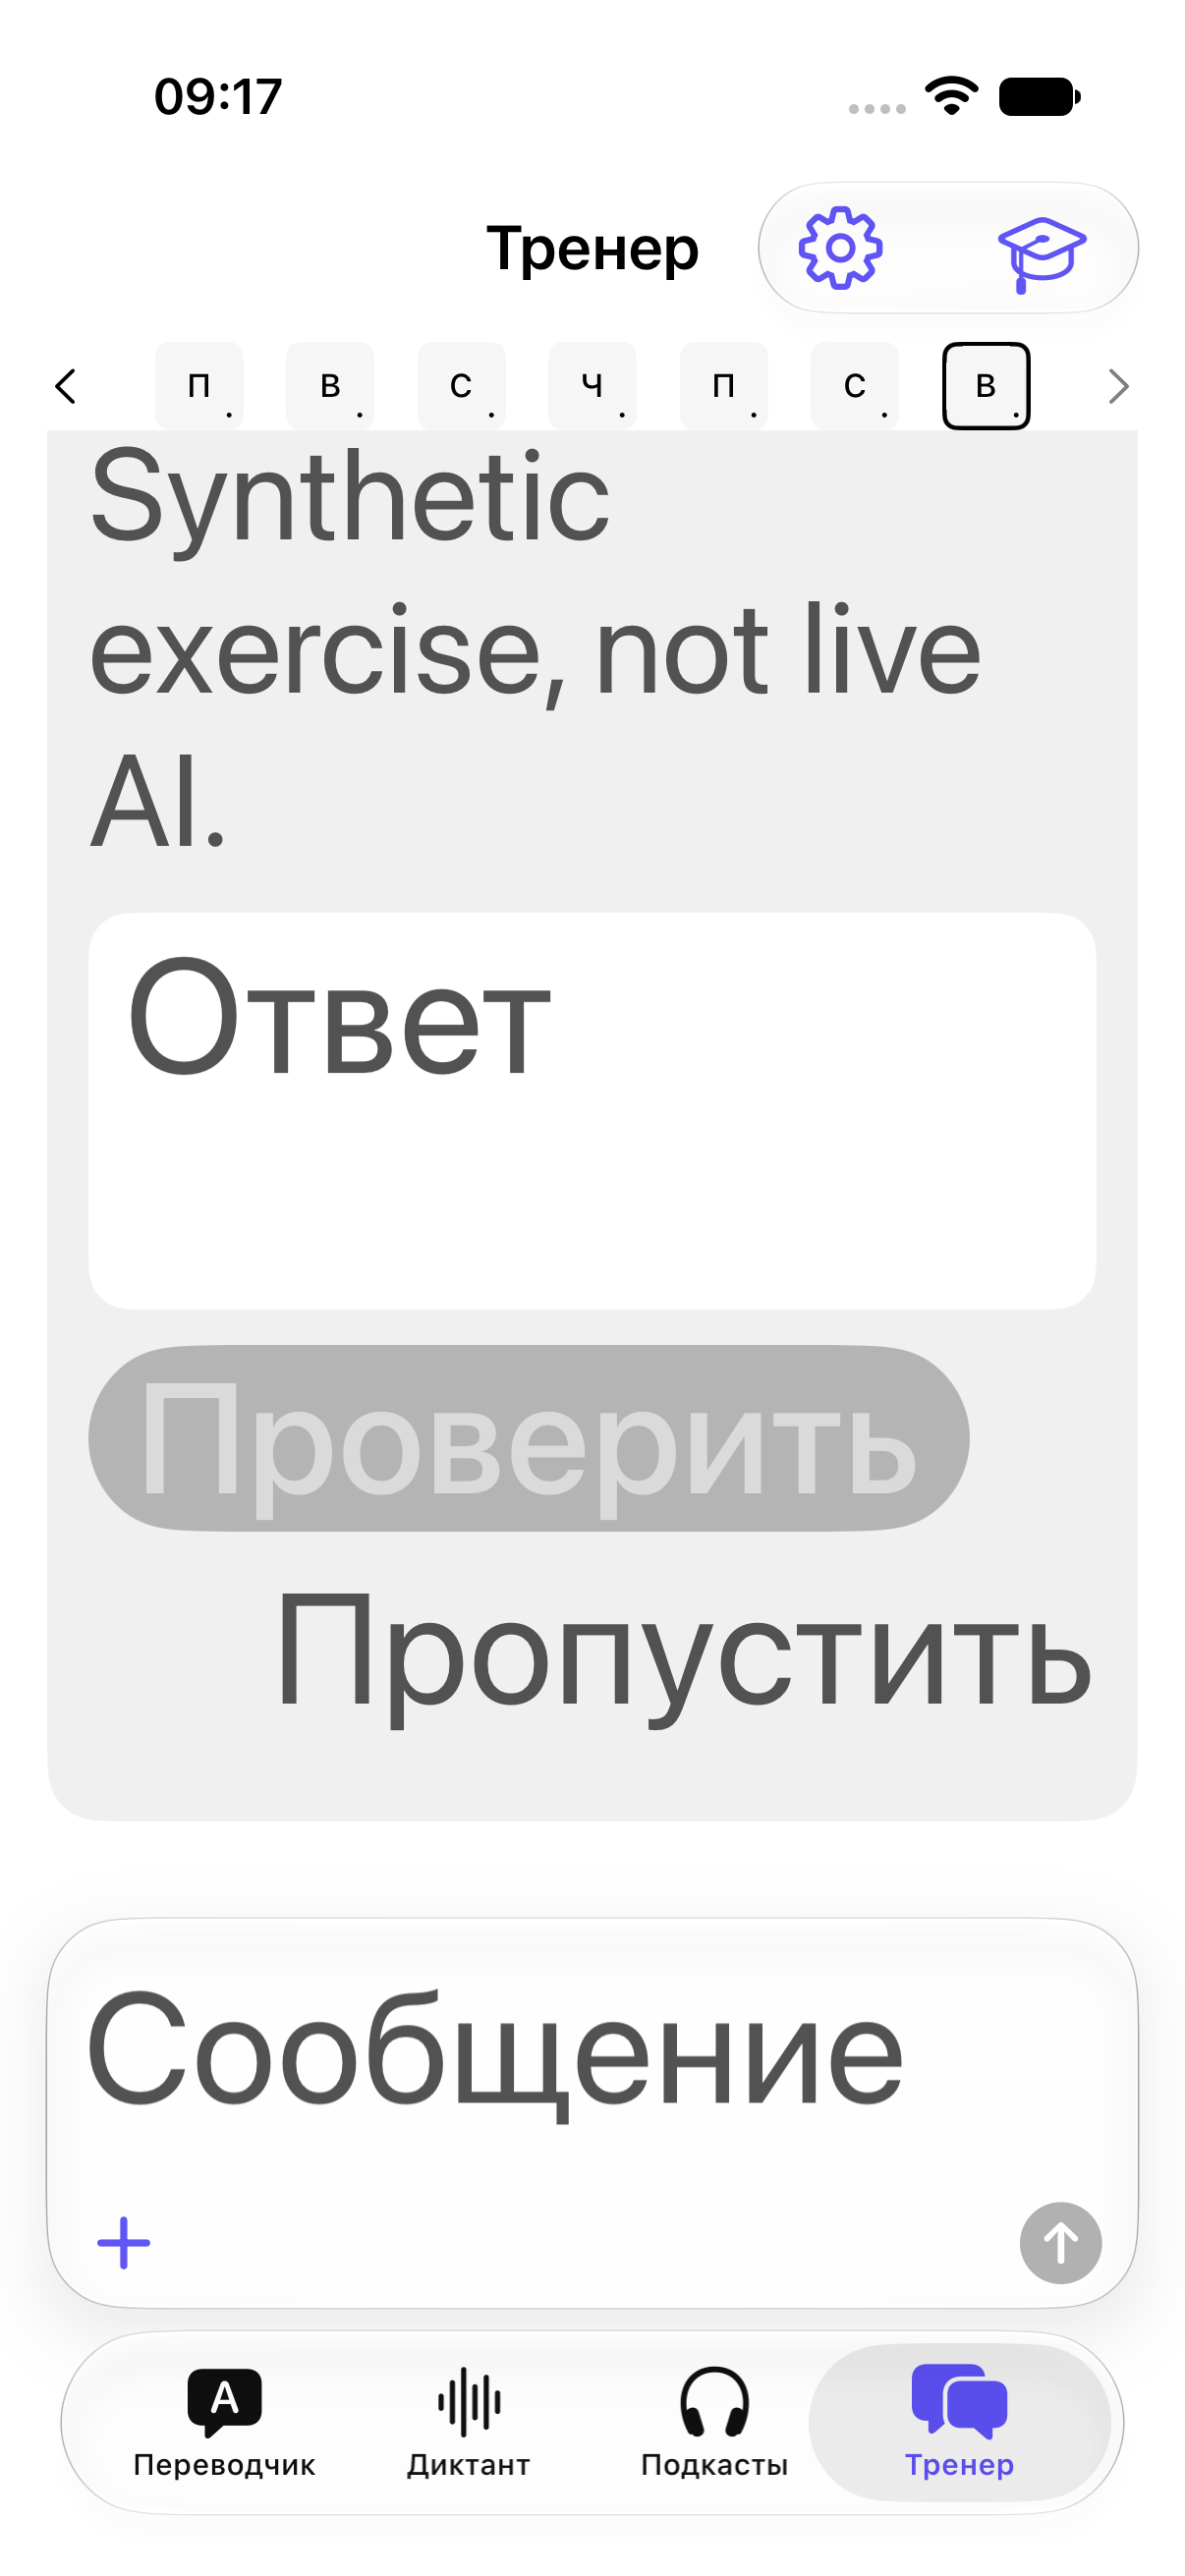 09:17
Тренер
П В С Ч П С В
Synthetic
exercise, not live
AI.
Ответ
Проверить
Пропустить
Сообщение
Переводчик Диктант Подкасты Тренер